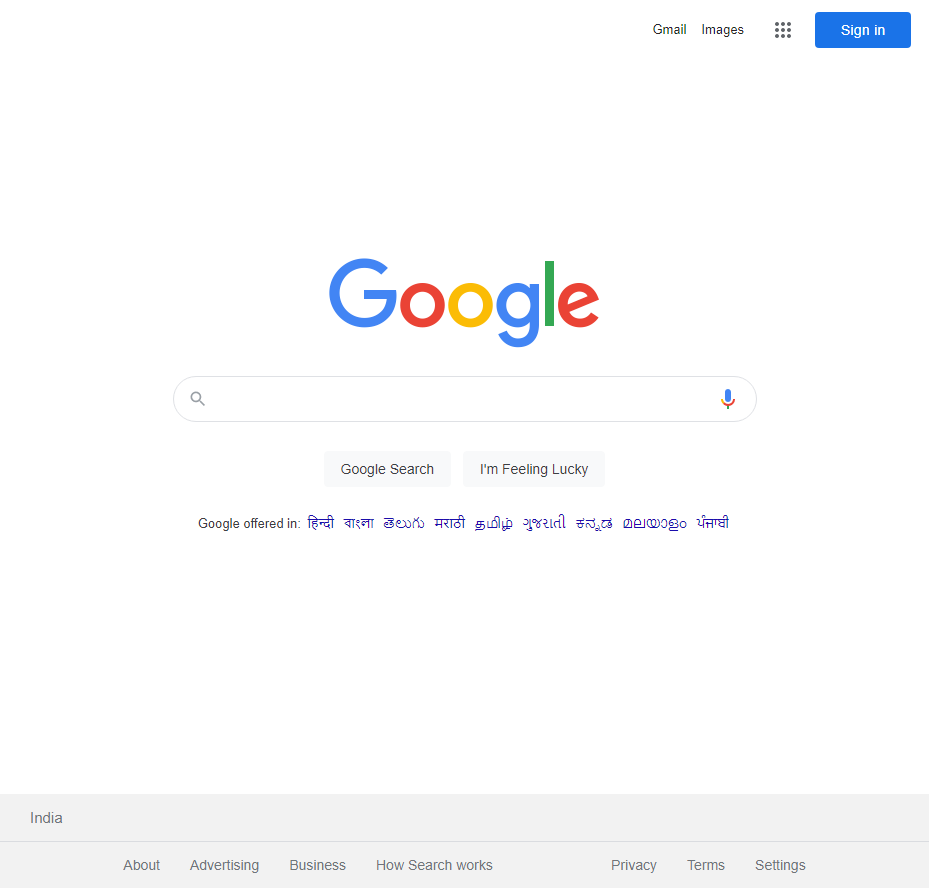 Gmail Images Sign in
Google
Google Search I'm Feeling Lucky
Google offered in: हिन्दी বাংলা తెలుగు मराठी தமிழ் ગુજરાતી ಕನ್ನಡ മലയാളം ਪੰਜਾਬੀ
India
About Advertising Business How Search works Privacy Terms Settings